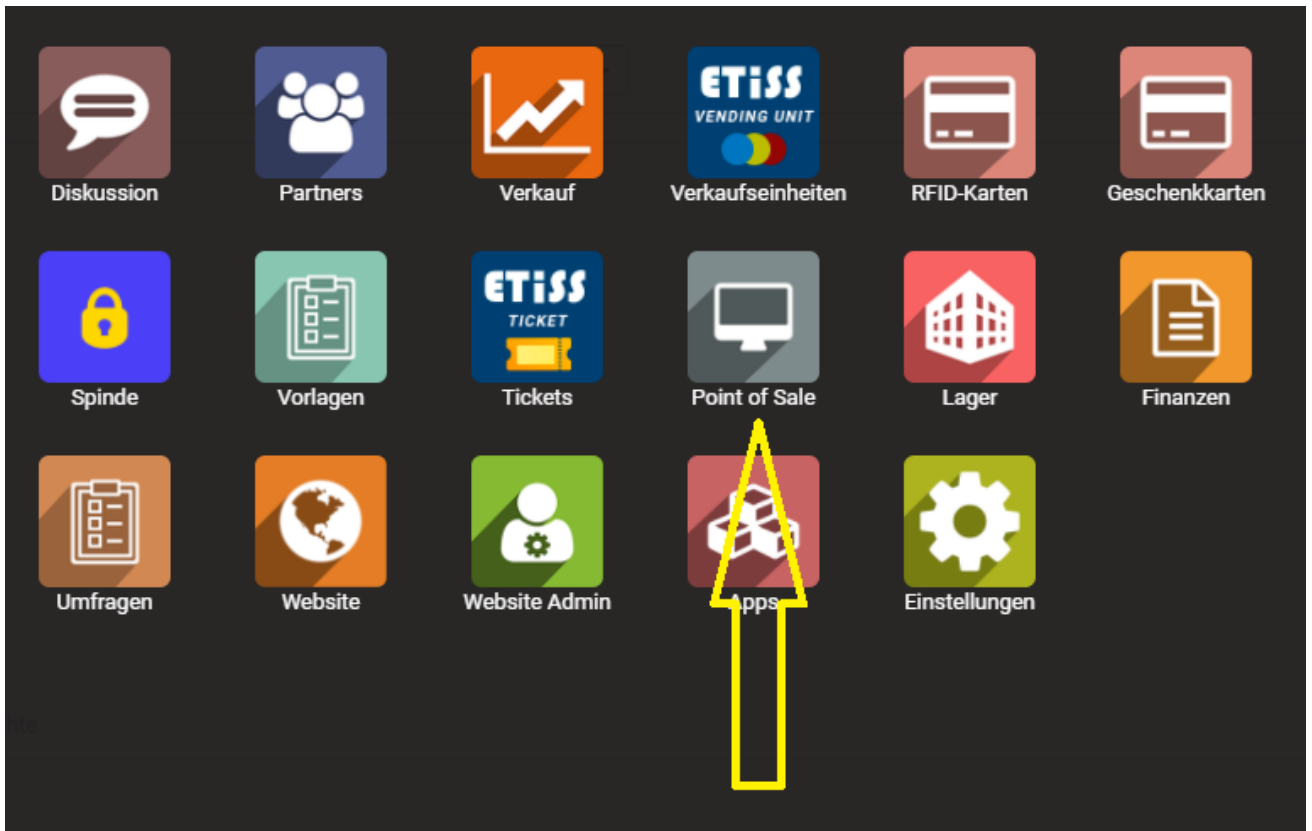 ETiSS
VENDING UNIT
Diskussion
Partners
Verkauf
Verkaufseinheiten
RFID-Karten
Geschenkkarten
ETiSS
TICKET
Spinde
Vorlagen
Tickets
Point of Sale
Lager
Finanzen
Umfragen
Website
Website Admin
Apps
Einstellungen